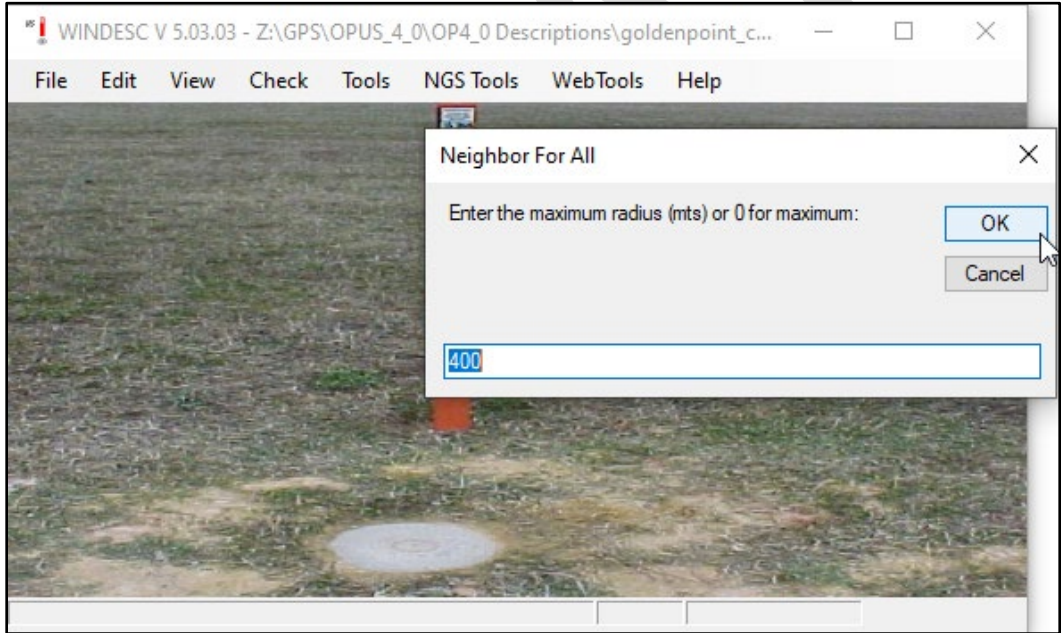 WINDESC V 5.03.03 - Z:\GPS\OPUS_4_0\OP4_0 Descriptions\goldenpoint_c...
File Edit View Check Tools NGS Tools WebTools Help
Neighbor For All
Enter the maximum radius (mts) or 0 for maximum:
OK
Cancel
400